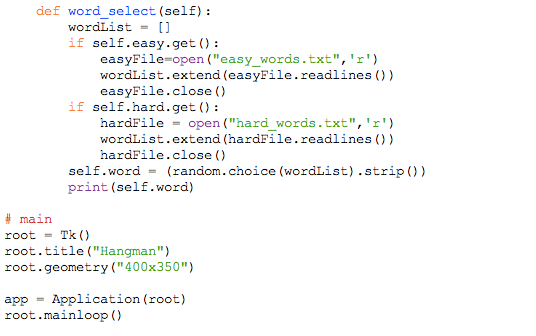 def word_select(self):
wordList = []
if self.easy.get():
easyFile=open("easy_words.txt",'r')
wordList.extend(easyFile.readlines())
easyFile.close()
if self.hard.get():
hardFile = open("hard_words.txt",'r')
wordList.extend(hardFile.readlines())
hardFile.close()
self.word = (random.choice(wordList).strip())
print(self.word)
# main
root = Tk()
root.title("Hangman")
root.geometry("400x350")
app = Application(root)
root.mainloop()